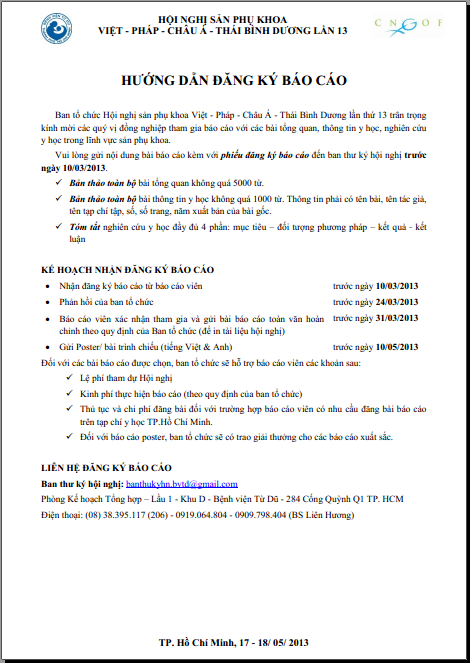 HỘI NGHỊ SẢN PHỤ KHOA
VIỆT - PHÁP - CHÂU Á - THÁI BÌNH DƯƠNG LẦN 13
CNGOF
HƯỚNG DẪN ĐĂNG KÝ BÁO CÁO
Ban tổ chức Hội nghị sản phụ khoa Việt - Pháp - Châu Á - Thái Bình Dương lần thứ 13 trân trọng
kính mời các quý vị đồng nghiệp tham gia báo cáo với các bài tổng quan, thông tin y học, nghiên cứu
y học trong lĩnh vực sản phụ khoa.
Vui lòng gửi nội dung bài báo cáo kèm với phiếu đăng ký báo cáo đến ban thư ký hội nghị trước
ngày 10/03/2013.
✓ Bản thảo toàn bộ bài tổng quan không quá 5000 từ.
✓ Bản thảo toàn bộ bài thông tin y học không quá 1000 từ. Thông tin phải có tên bài, tên tác giả,
tên tạp chí tập, số, số trang, năm xuất bản của bài gốc.
✓ Tóm tắt nghiên cứu y học đầy đủ 4 phần: mục tiêu – đối tượng phương pháp – kết quả - kết
luận
KẾ HOẠCH NHẬN ĐĂNG KÝ BÁO CÁO
• Nhận đăng ký báo cáo từ báo cáo viên trước ngày 10/03/2013
• Phản hồi của ban tổ chức trước ngày 24/03/2013
• Báo cáo viên xác nhận tham gia và gửi bài báo cáo toàn văn hoàn trước ngày 31/03/2013
chỉnh theo quy định của Ban tổ chức (để in tài liệu hội nghị)
• Gửi Poster/ bài trình chiếu (tiếng Việt & Anh) trước ngày 10/05/2013
Đối với các bài báo cáo được chọn, ban tổ chức sẽ hỗ trợ báo cáo viên các khoản sau:
✓ Lệ phí tham dự Hội nghị
✓ Kinh phí thực hiện báo cáo (theo quy định của ban tổ chức)
✓ Thủ tục và chi phí đăng bài đối với trường hợp báo cáo viên có nhu cầu đăng bài báo cáo
trên tạp chí y học TP.Hồ Chí Minh.
✓ Đối với báo cáo poster, ban tổ chức sẽ có trao giải thưởng cho các báo cáo xuất sắc.
LIÊN HỆ ĐĂNG KÝ BÁO CÁO
Ban thư ký hội nghị: banthukyhn.bvtd@gmail.com
Phòng Kế hoạch Tổng hợp – Lầu 1 - Khu D - Bệnh viện Từ Dũ - 284 Cống Quỳnh Q1 TP. HCM
Điện thoại: (08) 38.395.117 (206) - 0919.064.804 - 0909.798.404 (BS Liên Hương)
TP. Hồ Chí Minh, 17 - 18/ 05/ 2013